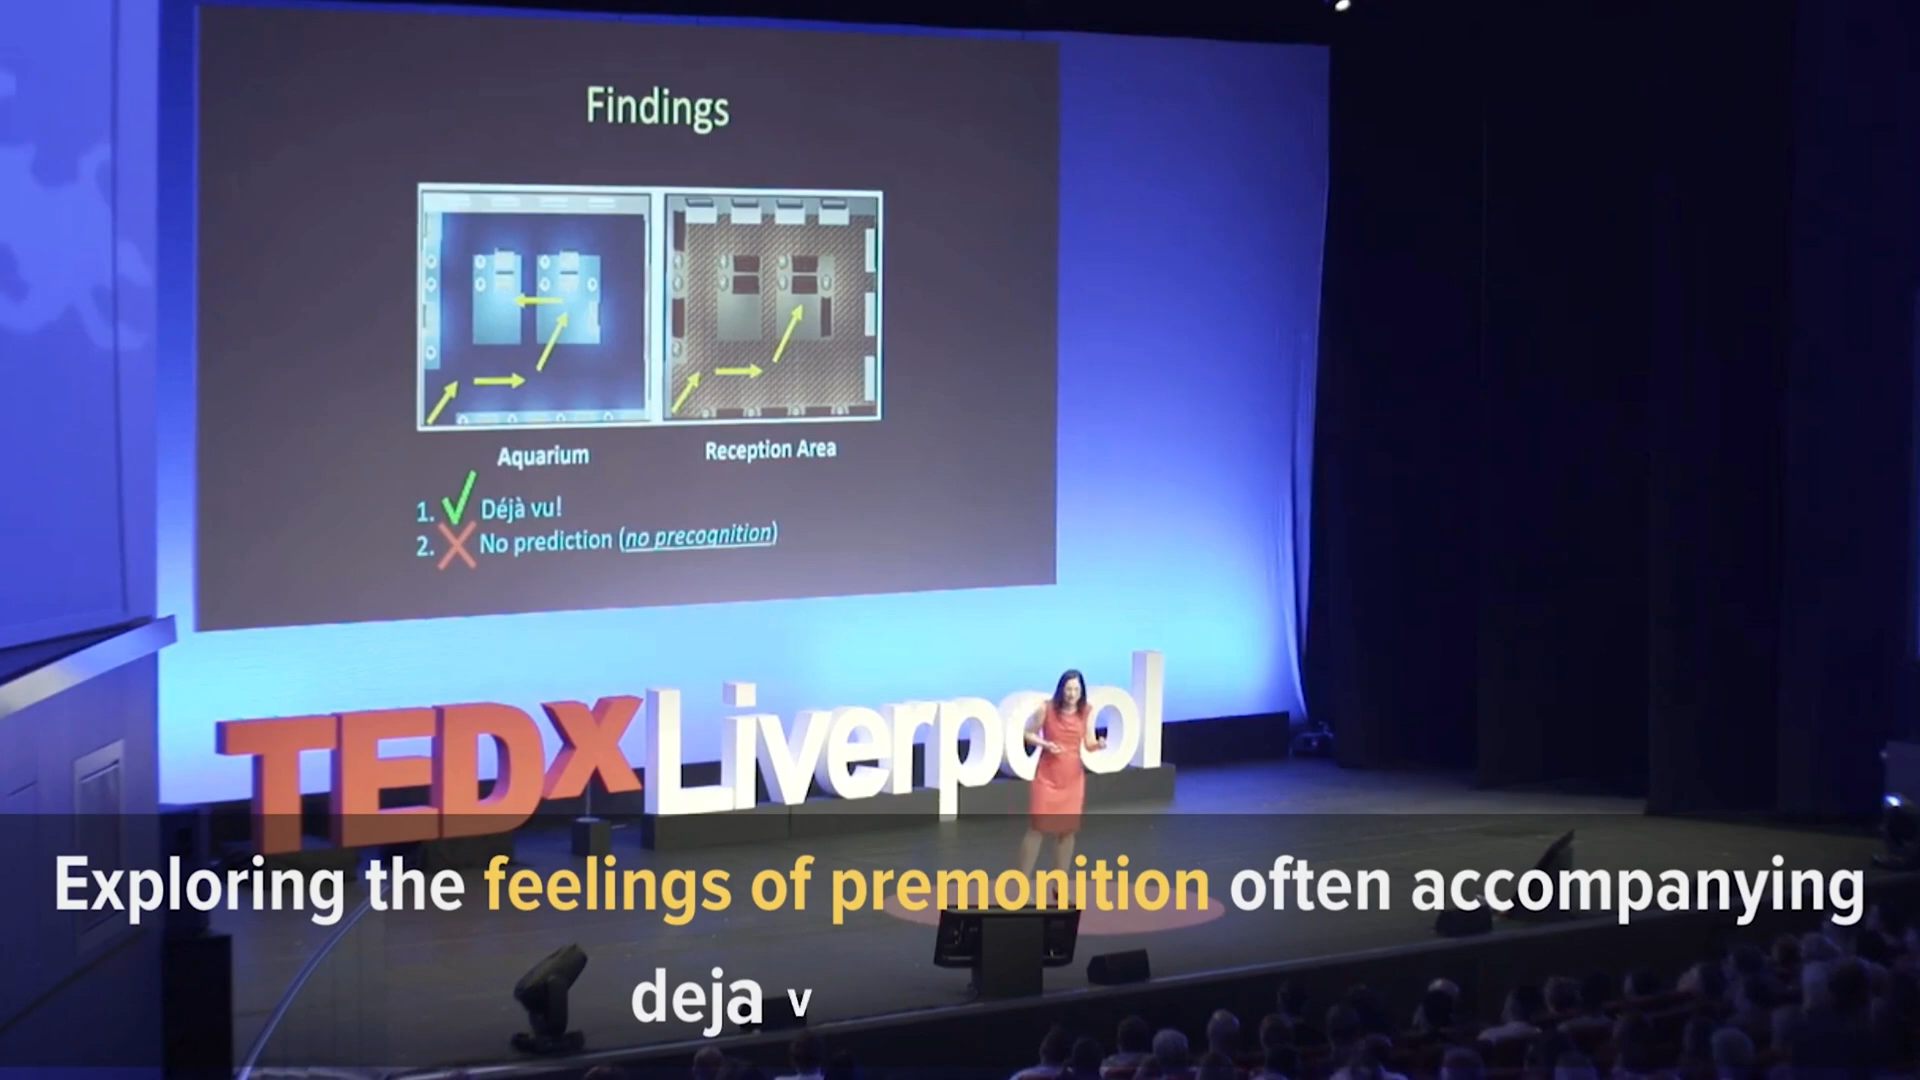 Findings
Aquarium
Reception Area
1. ✓ Déjà vu!
2. ✗ No prediction (no precognition)
TEDxLiverpool
Exploring the feelings of premonition often accompanying
deja v